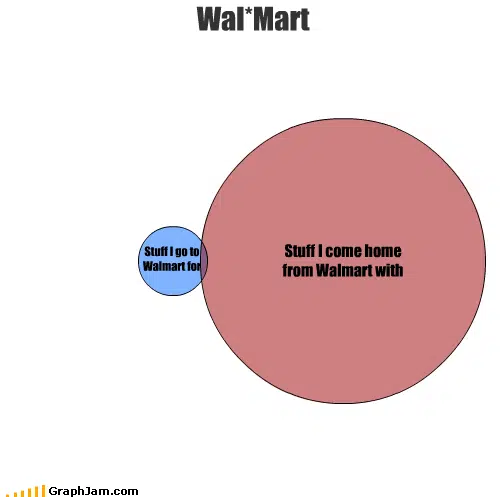 Wal*Mart
Stuff I go to
Walmart for
Stuff I come home
from Walmart with
GraphJam.com